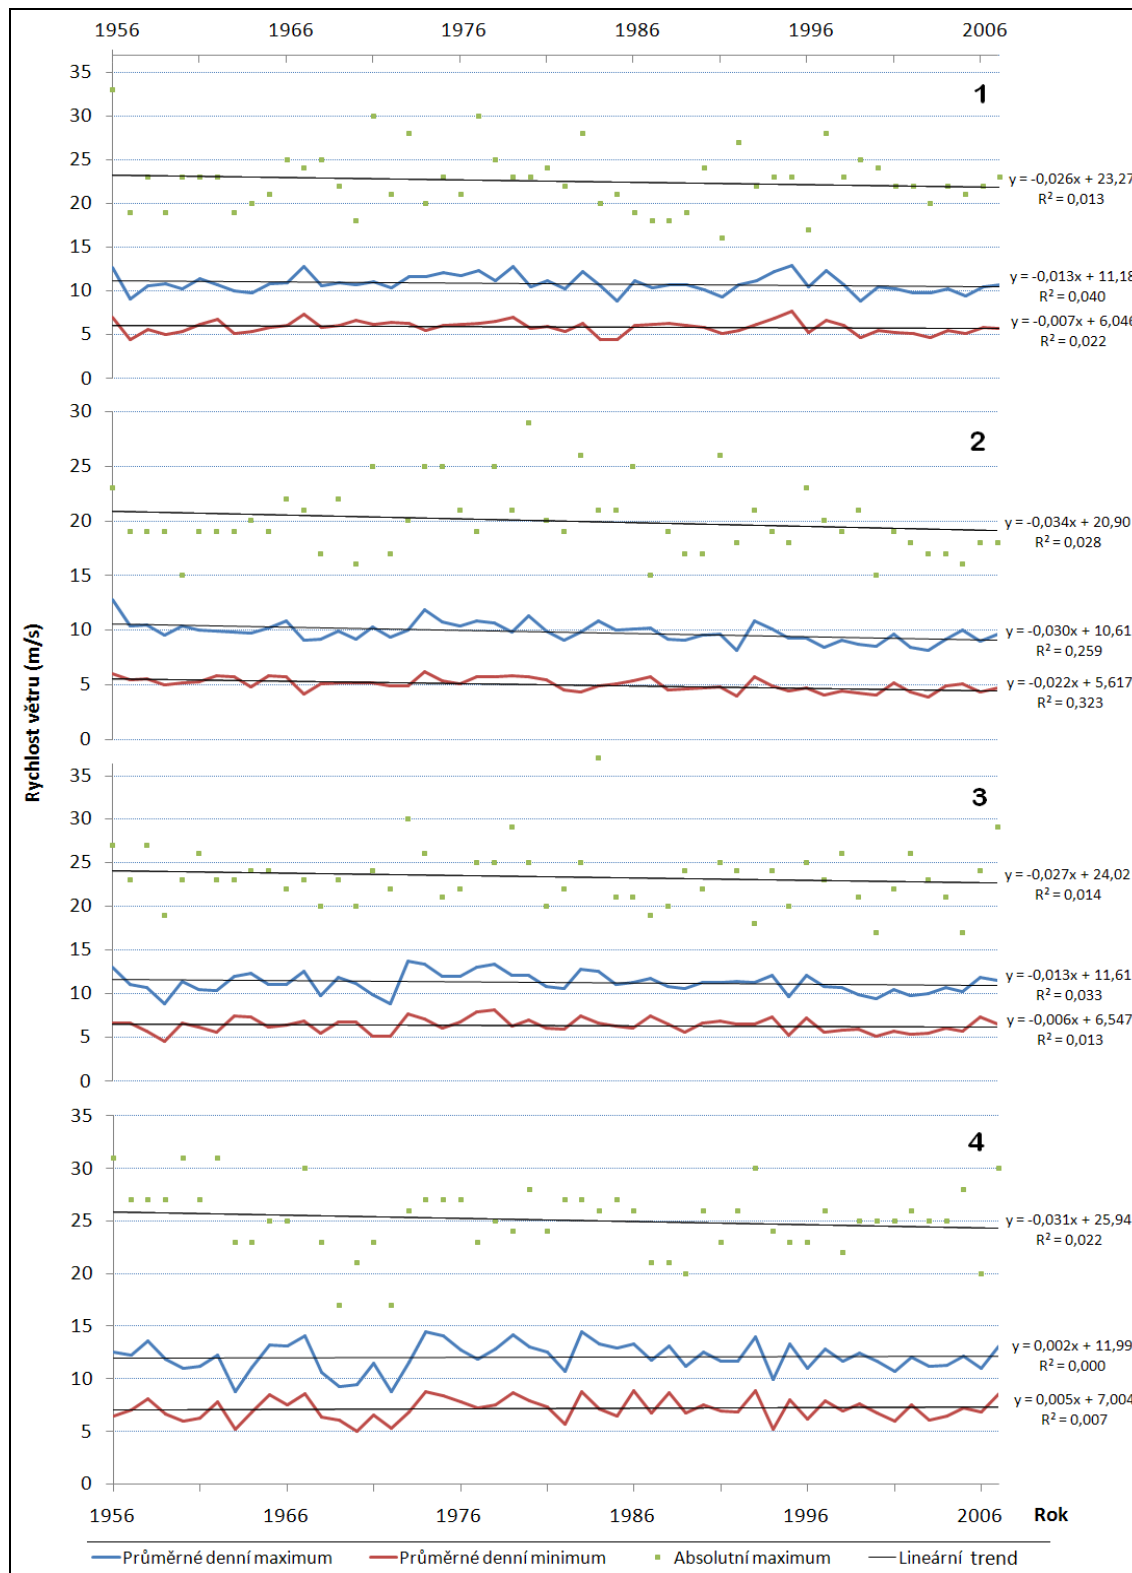 1956 1966 1976 1986 1996 2006
35
30
25
20
15
10
5
0
1
y = -0,026x + 23,27
R² = 0,013
y = -0,013x + 11,18
R² = 0,040
y = -0,007x + 6,046
R² = 0,022
30
25
20
15
10
5
0
2
y = -0,034x + 20,90
R² = 0,028
y = -0,030x + 10,61
R² = 0,259
y = -0,022x + 5,617
R² = 0,323
Rychlost větru (m/s)
35
30
25
20
15
10
5
0
3
y = -0,027x + 24,02
R² = 0,014
y = -0,013x + 11,61
R² = 0,033
y = -0,006x + 6,547
R² = 0,013
35
30
25
20
15
10
5
0
4
y = -0,031x + 25,94
R² = 0,022
y = 0,002x + 11,99
R² = 0,000
y = 0,005x + 7,004
R² = 0,007
1956 1966 1976 1986 1996 2006 Rok
Průměrné denní maximum Průměrné denní minimum Absolutní maximum Lineární trend